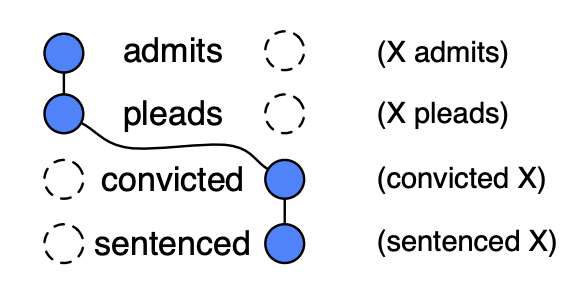 admits (X admits)
pleads (X pleads)
convicted (convicted X)
sentenced (sentenced X)